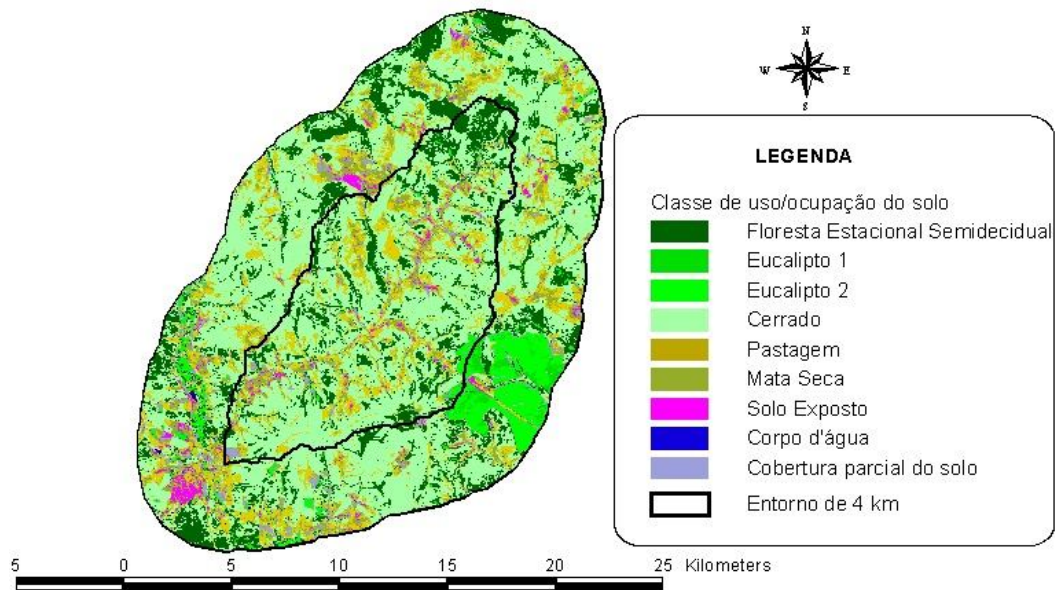 N
W E
S
LEGENDA
Classe de uso/ocupação do solo
Floresta Estacional Semidecidual
Eucalipto 1
Eucalipto 2
Cerrado
Pastagem
Mata Seca
Solo Exposto
Corpo d'água
Cobertura parcial do solo
Entorno de 4 km
5 0 5 10 15 20 25 Kilometers